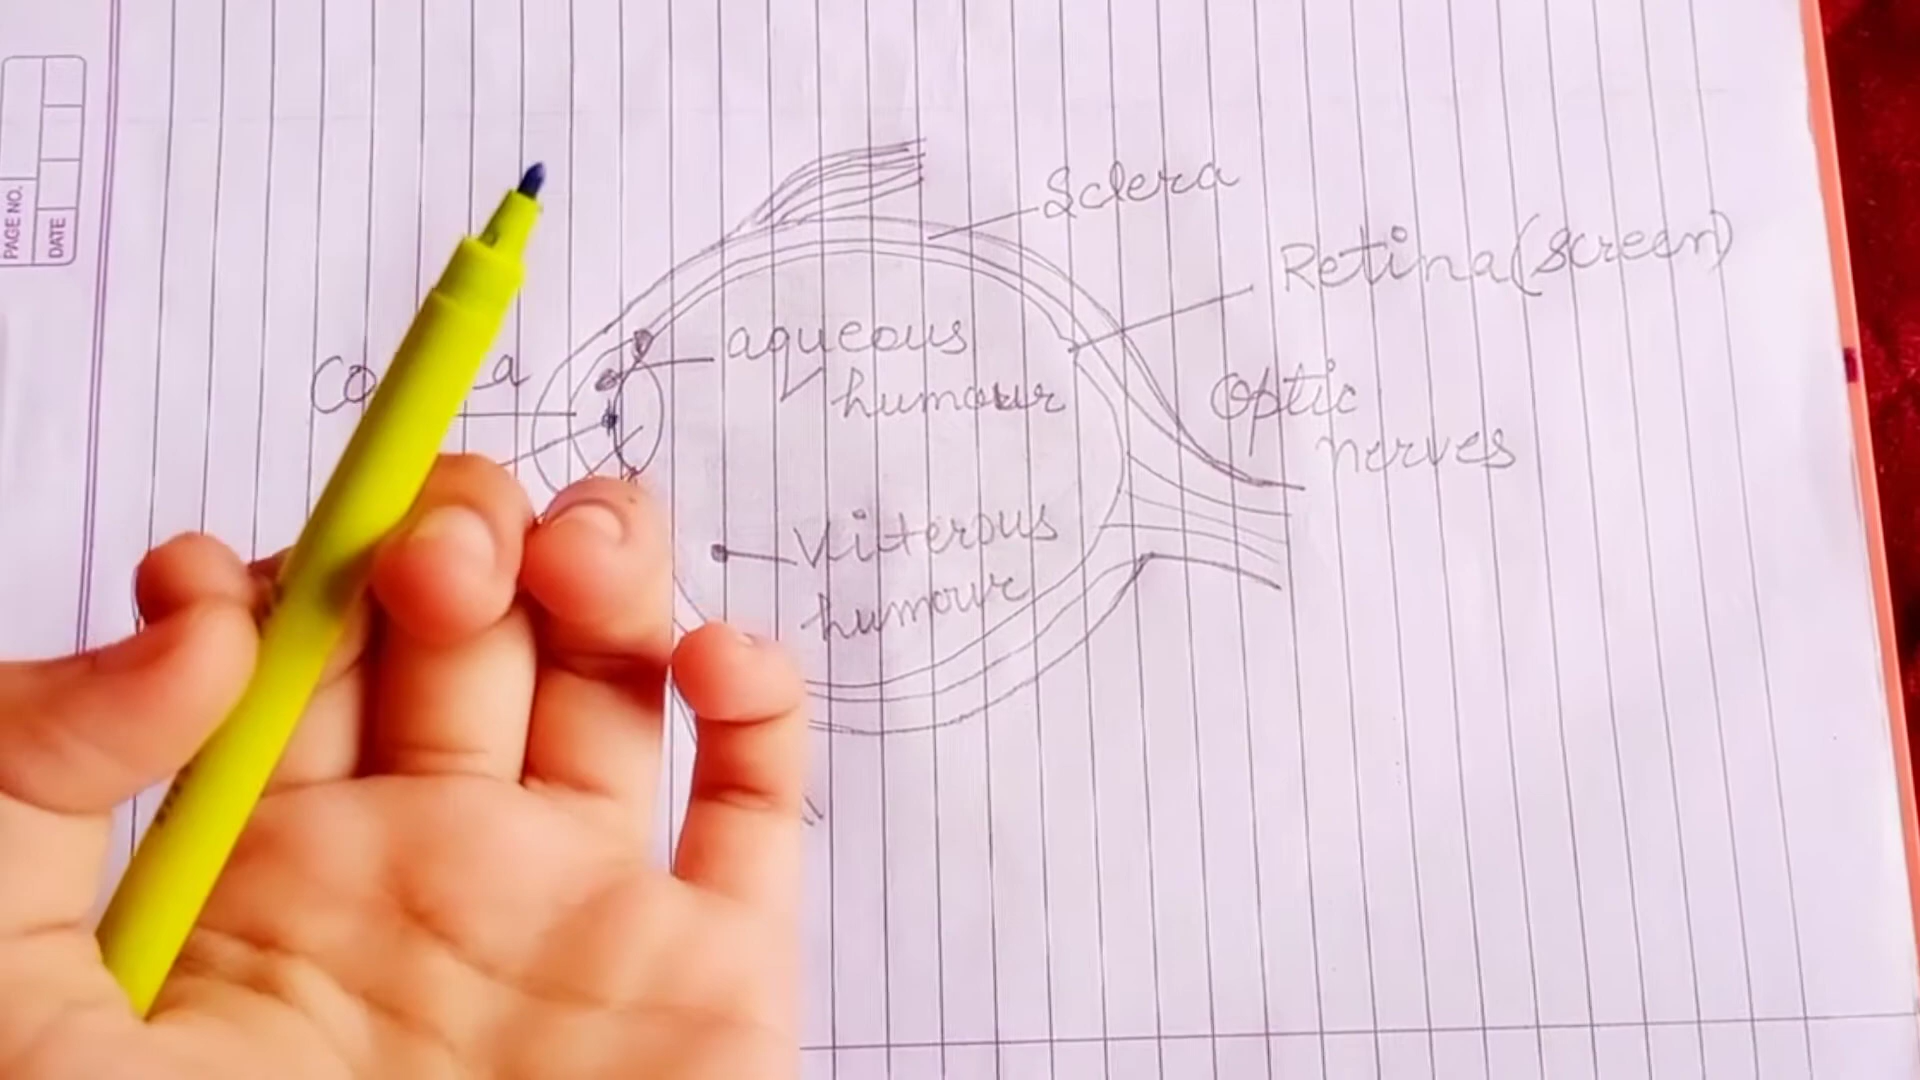 PAGE NO.
DATE
Sclera
Retina (screen)
aqueous
humour
Optic
nerves
Viterous
humour